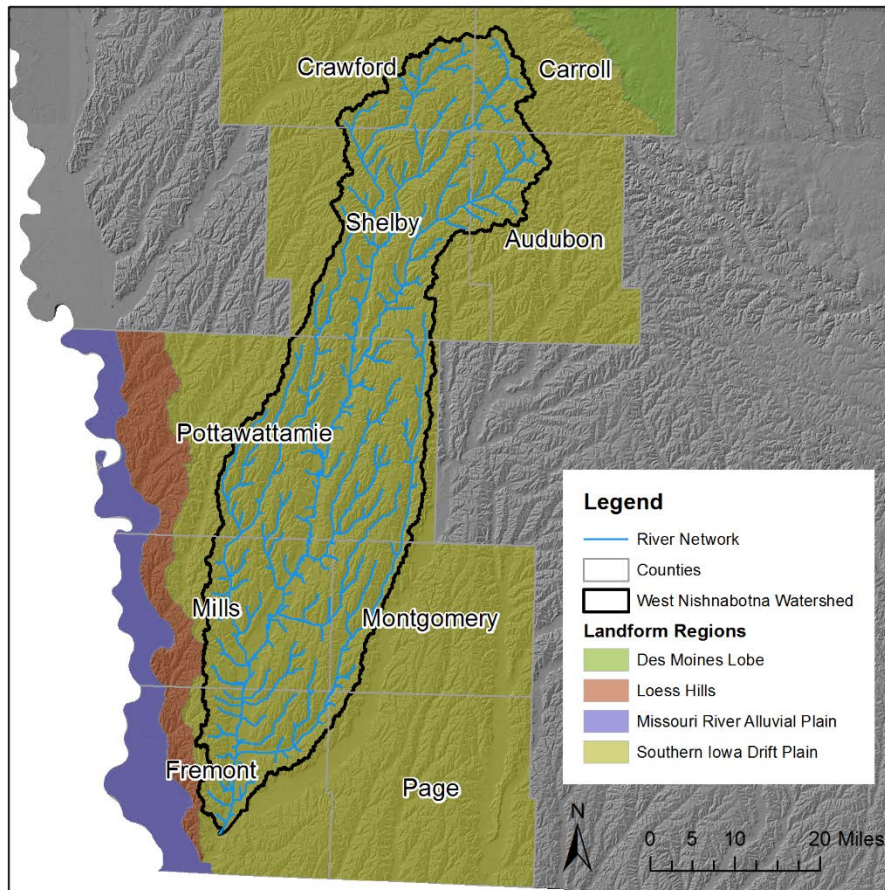 Crawford
Carroll
Shelby
Audubon
Pottawattamie
Mills
Montgomery
Fremont
Page
Legend
River Network
Counties
West Nishnabotna Watershed
Landform Regions
Des Moines Lobe
Loess Hills
Missouri River Alluvial Plain
Southern Iowa Drift Plain
N
0 5 10 20 Miles